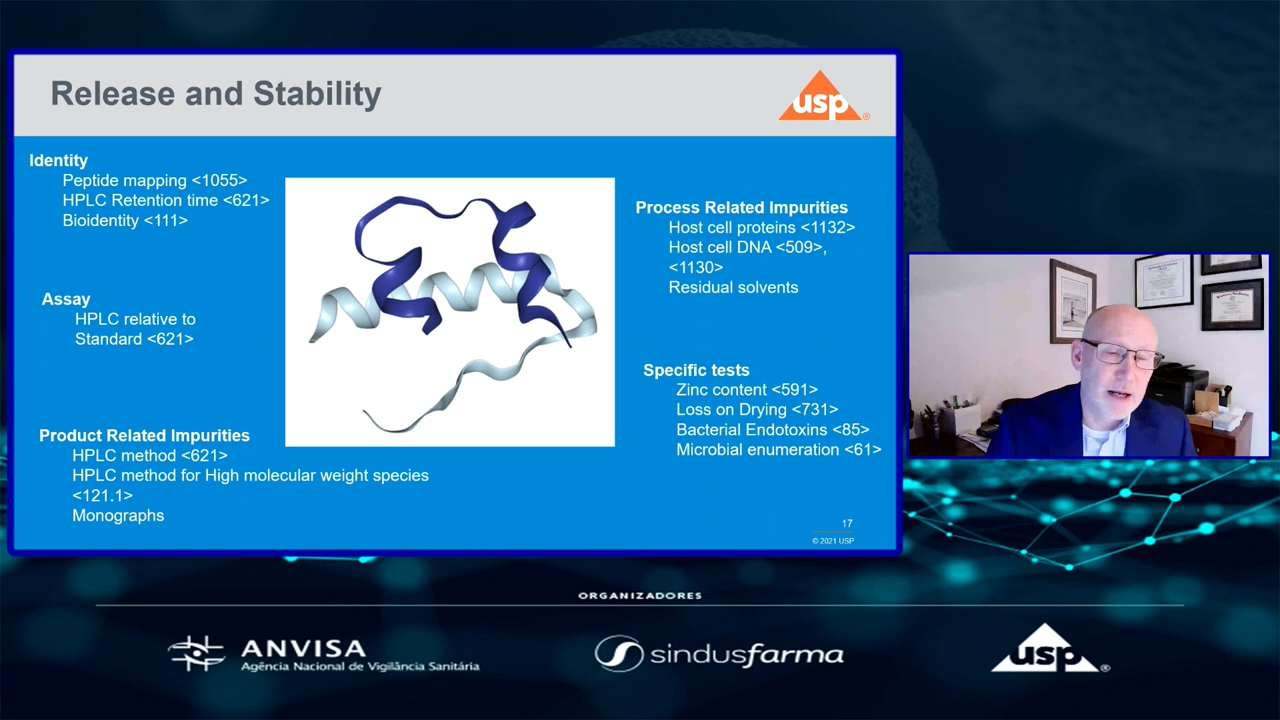 Release and Stability
usp®
Identity
Peptide mapping <1055>
HPLC Retention time <621>
Bioidentity <111>
Assay
HPLC relative to
Standard <621>
Product Related Impurities
HPLC method <621>
HPLC method for High molecular weight species
<121.1>
Monographs
Process Related Impurities
Host cell proteins <1132>
Host cell DNA <509>,
<1130>
Residual solvents
Specific tests
Zinc content <591>
Loss on Drying <731>
Bacterial Endotoxins <85>
Microbial enumeration <61>
17
© 2021 USP
ORGANIZADORES
ANVISA
Agência Nacional de Vigilância Sanitária
sindusfarma
usp®